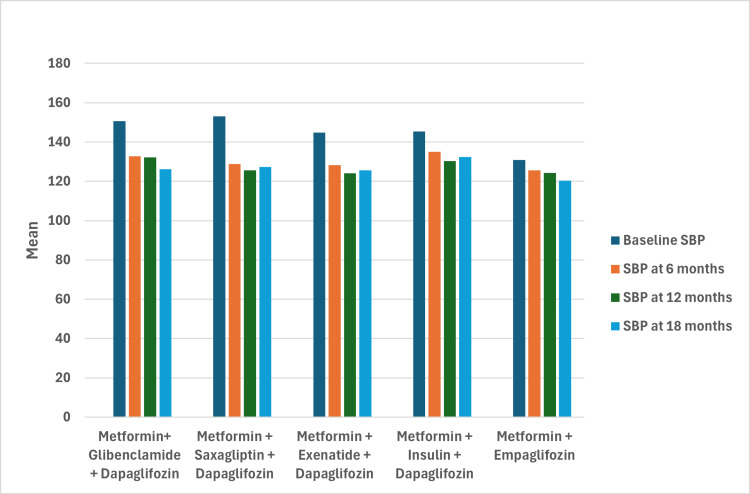 180
160
140
120
100
80
60
40
20
0
Mean
Metformin+
Glibenclamide
+ Dapaglifozin
Metformin +
Saxagliptin +
Dapaglifozin
Metformin +
Exenatide +
Dapaglifozin
Metformin +
Insulin +
Dapaglifozin
Metformin +
Empaglifozin
Baseline SBP
SBP at 6 months
SBP at 12 months
SBP at 18 months